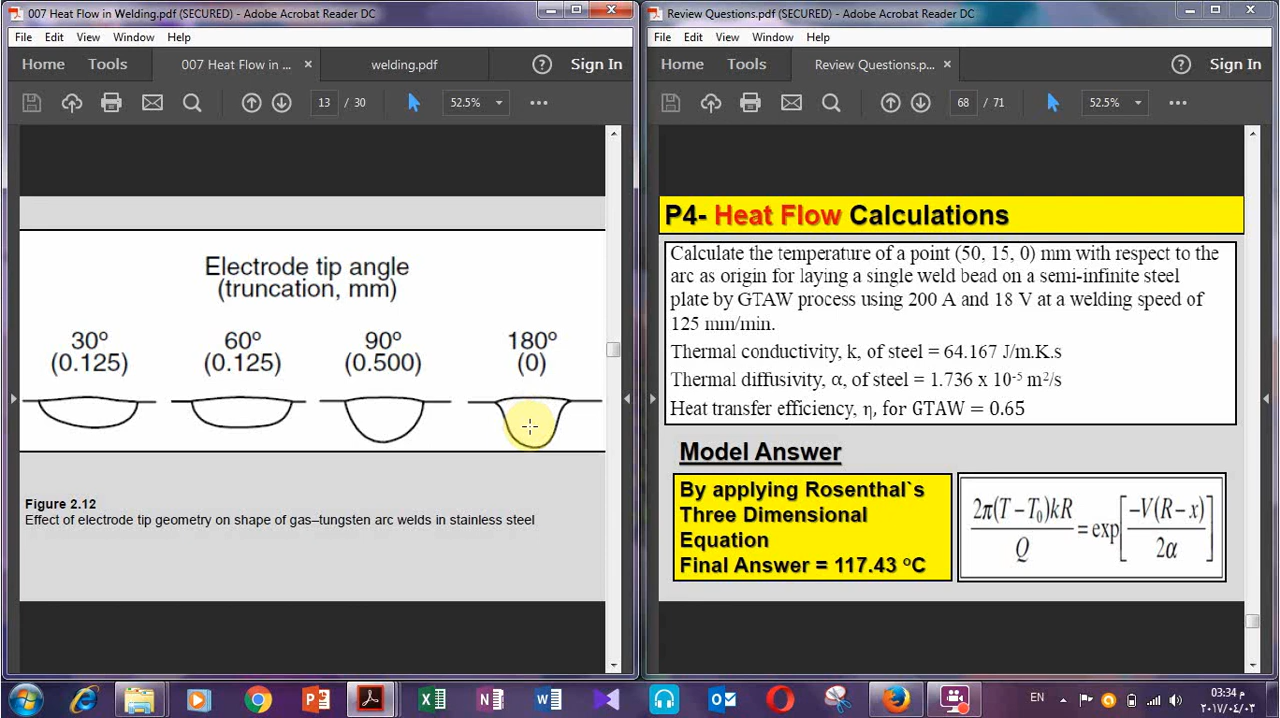 007 Heat Flow in Welding.pdf (SECURED) - Adobe Acrobat Reader DC
File Edit View Window Help
Home Tools 007 Heat Flow in ... × welding.pdf ? Sign In
13 / 30 52.5%
Electrode tip angle
(truncation, mm)
30º 60º 90º 180º
(0.125) (0.125) (0.500) (0)
Figure 2.12
Effect of electrode tip geometry on shape of gas–tungsten arc welds in stainless steel
Review Questions.pdf (SECURED) - Adobe Acrobat Reader DC
File Edit View Window Help
Home Tools Review Questions.p... × ? Sign In
68 / 71 52.5%
P4- Heat Flow Calculations
Calculate the temperature of a point (50, 15, 0) mm with respect to the
arc as origin for laying a single weld bead on a semi-infinite steel
plate by GTAW process using 200 A and 18 V at a welding speed of
125 mm/min.
Thermal conductivity, k, of steel = 64.167 J/m.K.s
Thermal diffusivity, α, of steel = 1.736 x 10⁻⁵ m²/s
Heat transfer efficiency, η, for GTAW = 0.65
Model Answer
By applying Rosenthal`s
Three Dimensional
Equation
Final Answer = 117.43 ºC
2π(T−T₀)kR / Q = exp[−V(R−x) / 2α]
EN 03:34 م
٢٠١٧/٠٤/٠٣